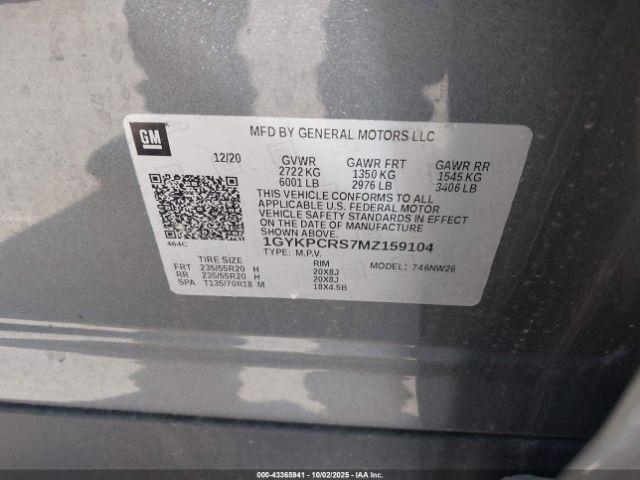 GM
MFD BY GENERAL MOTORS LLC
12/20 GVWR GAWR FRT GAWR RR
2722 KG 1350 KG 1545 KG
6001 LB 2976 LB 3406 LB
THIS VEHICLE CONFORMS TO ALL
APPLICABLE U.S. FEDERAL MOTOR
VEHICLE SAFETY STANDARDS IN EFFECT
ON THE DATE OF MANUFACTURE
SHOWN ABOVE.
464C 1GYKPCRS7MZ159104
TYPE: M.P.V.
TIRE SIZE RIM MODEL: 746NW26
FRT 235/55R20 H 20X8J
RR 235/55R20 H 20X8J
SPA T135/70R18 M 18X4.5B
000-43365941 - 10/02/2025 - IAAI.COM